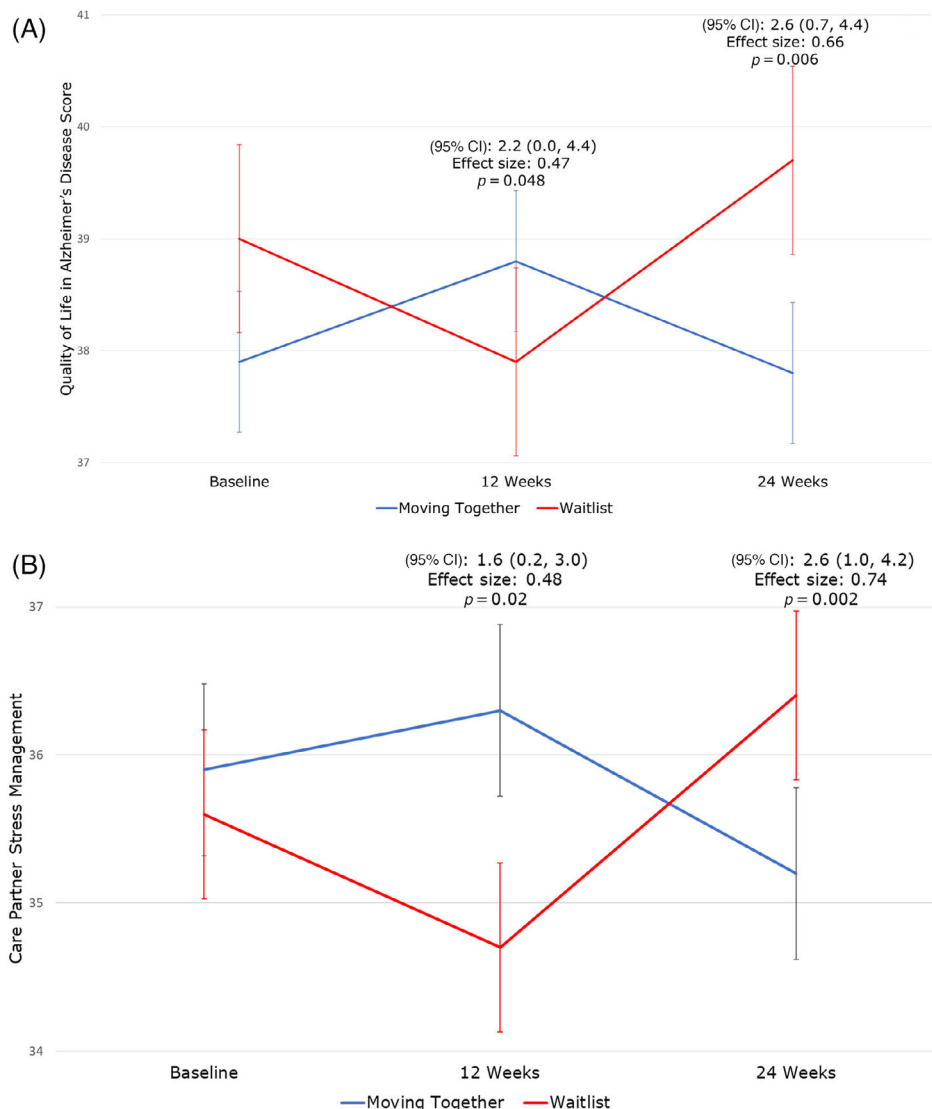 (A)
41
(95% CI): 2.6 (0.7, 4.4)
Effect size: 0.66
p = 0.006
40
(95% CI): 2.2 (0.0, 4.4)
Effect size: 0.47
p = 0.048
39
38
37
Quality of Life in Alzheimer's Disease Score
Baseline
12 Weeks
24 Weeks
Moving Together
Waitlist
(B)
(95% CI): 1.6 (0.2, 3.0)
Effect size: 0.48
p = 0.02
(95% CI): 2.6 (1.0, 4.2)
Effect size: 0.74
p = 0.002
37
36
35
34
Care Partner Stress Management
Baseline
12 Weeks
24 Weeks
Moving Together
Waitlist